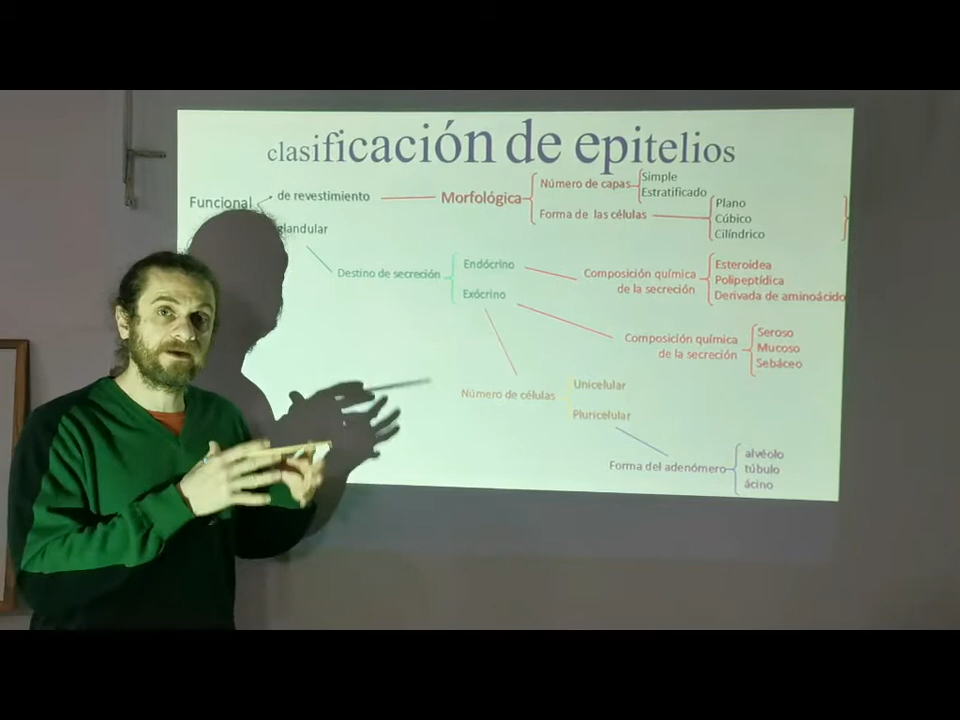 clasificación de epitelios
Funcional
de revestimiento
glandular
Morfológica
Número de capas
Simple
Estratificado
Forma de las células
Plano
Cúbico
Cilíndrico
Destino de secreción
Endócrino
Exócrino
Composición química
de la secreción
Esteroidea
Polipeptídica
Derivada de aminoácido
Composición química
de la secreción
Seroso
Mucoso
Sebáceo
Número de células
Unicelular
Pluricelular
Forma del adenómero
alvéolo
túbulo
ácino